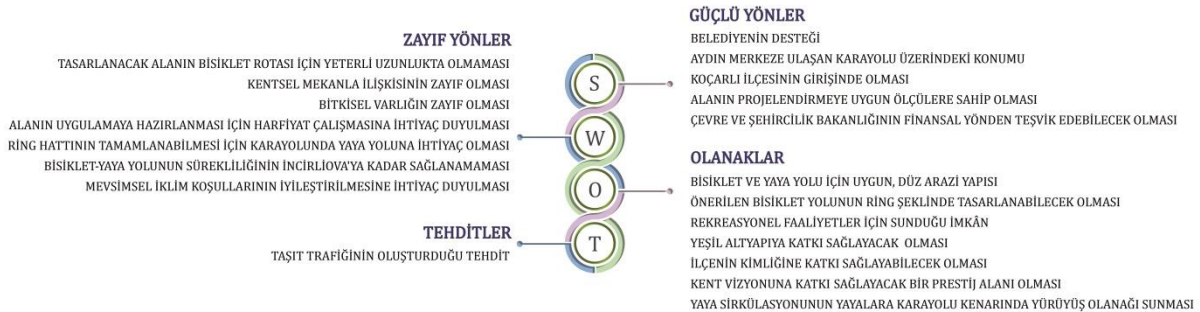 ZAYIF YÖNLER
TASARLANACAK ALANIN BİSİKLET ROTASI İÇİN YETERLİ UZUNLUKTA OLMAMASI
KENTSEL MEKANLA İLİŞKİSİNİN ZAYIF OLMASI
BİTKİSEL VARLIĞIN ZAYIF OLMASI
ALANIN UYGULAMAYA HAZIRLANMASI İÇİN HARFİYAT ÇALIŞMASINA İHTİYAÇ DUYULMASI
RING HATTININ TAMAMLANABİLMESİ İÇİN KARAYOLUNDA YAYA YOLUNA İHTİYAÇ OLMASI
BİSİKLET-YAYA YOLUNUN SÜREKLİLİĞİNİN İNCİRLİOVA'YA KADAR SAĞLANAMAMASI
MEVSİMSEL İKLİM KOŞULLARININ İYİLEŞTİRİLMESİNE İHTİYAÇ DUYULMASI
TEHDİTLER
TAŞIT TRAFİĞİNİN OLUŞTURDUĞU TEHDİT
S
W
O
T
GÜÇLÜ YÖNLER
BELEDİYENİN DESTEĞİ
AYDIN MERKEZE ULAŞAN KARAYOLU ÜZERİNDEKİ KONUMU
KOÇARLI İLÇESİNİN GİRİŞİNDE OLMASI
ALANIN PROJELENDİRMEYE UYGUN ÖLÇÜLERE SAHİP OLMASI
ÇEVRE VE ŞEHİRCİLİK BAKANLIĞININ FİNANSAL YÖNDEN TEŞVİK EDEBİLECEK OLMASI
OLANAKLAR
BİSİKLET VE YAYA YOLU İÇİN UYGUN, DÜZ ARAZİ YAPISI
ÖNERİLEN BİSİKLET YOLUNUN RİNG ŞEKLİNDE TASARLANABİLECEK OLMASI
REKREASYONEL FAALİYETLER İÇİN SUNDUĞU İMKÂN
YEŞİL ALTYAPIYA KATKI SAĞLAYACAK OLMASI
İLÇENİN KİMLİĞİNE KATKI SAĞLAYABİLECEK OLMASI
KENT VİZYONUNA KATKI SAĞLAYACAK BİR PRESTİJ ALANI OLMASI
YAYA SİRKÜLASYONUNUN YAYALARA KARAYOLU KENARINDA YÜRÜYÜŞ OLANAĞI SUNMASI